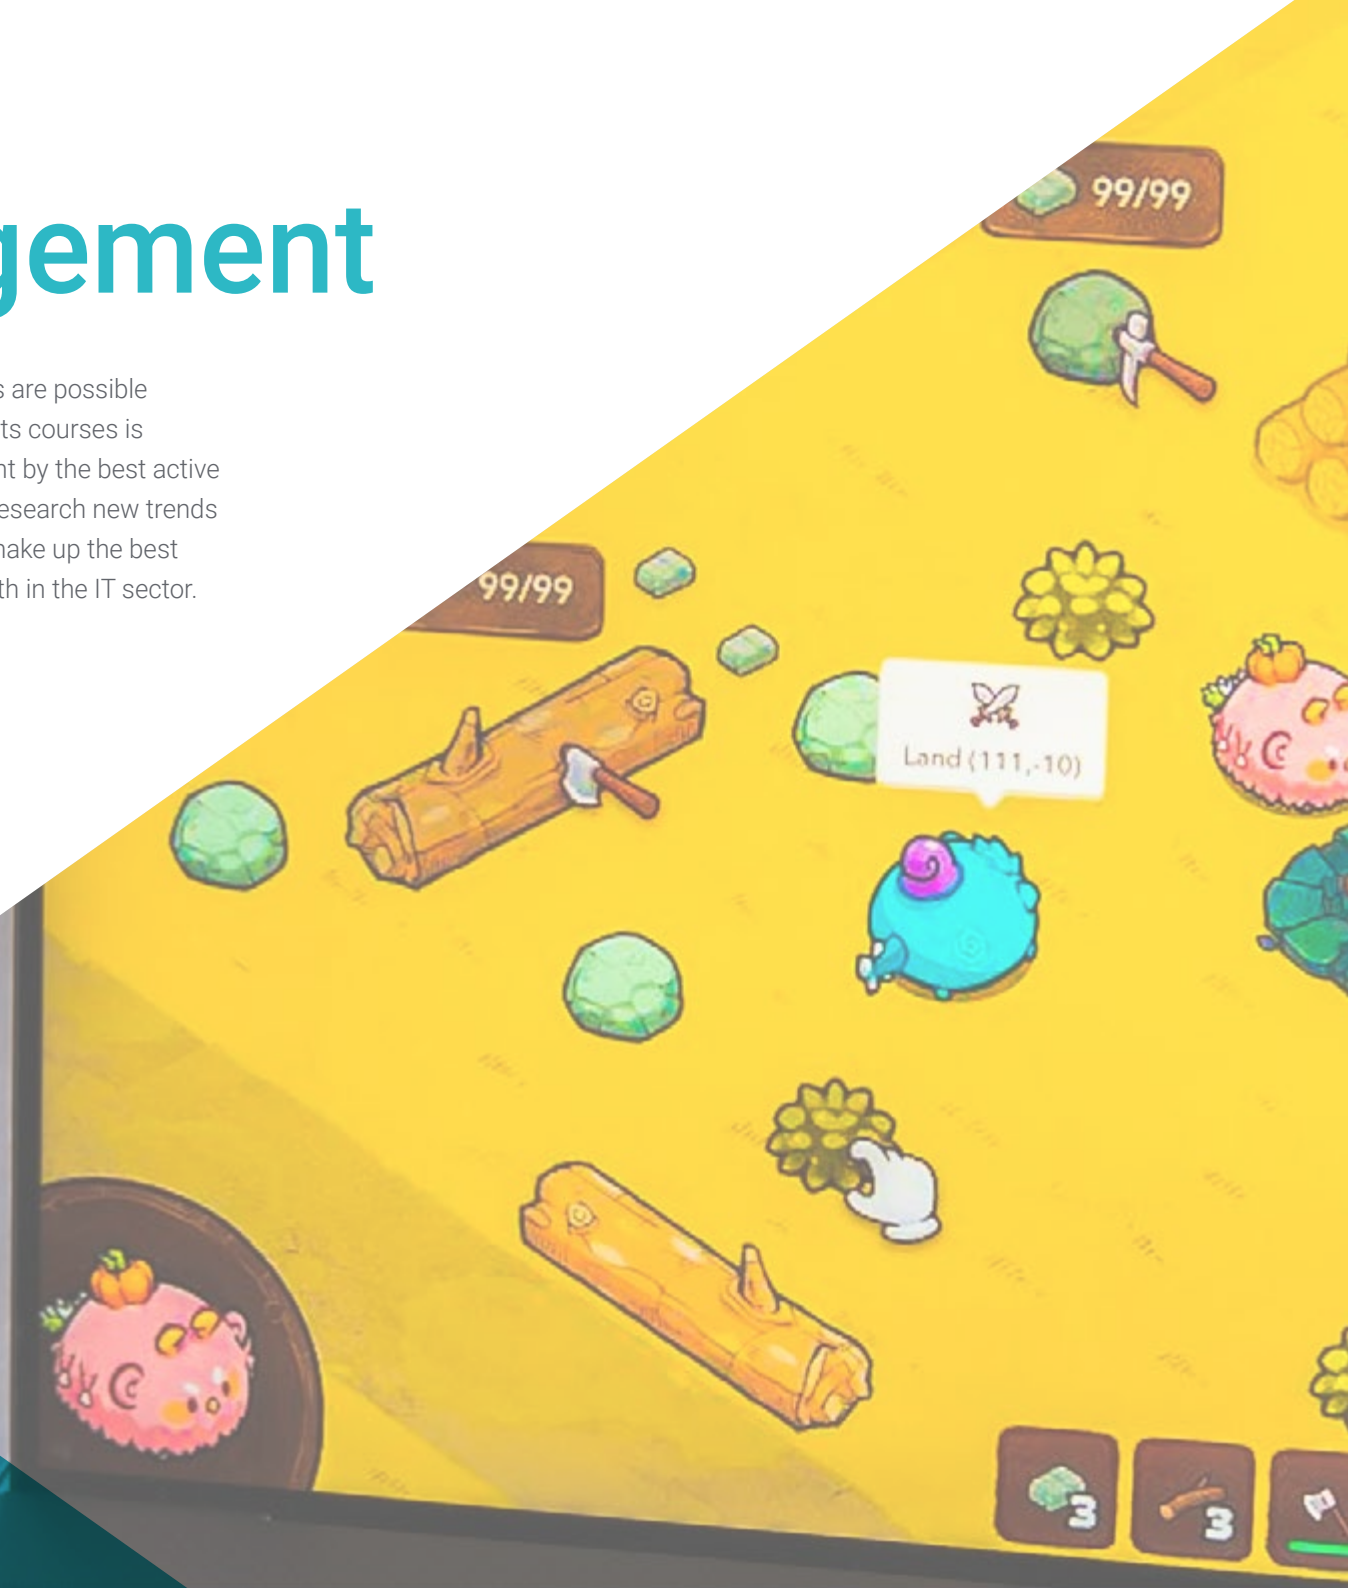 gement
s are possible
ts courses is
nt by the best active
esearch new trends
make up the best
th in the IT sector.
99/99
99/99
Land (111,-10)
3
3